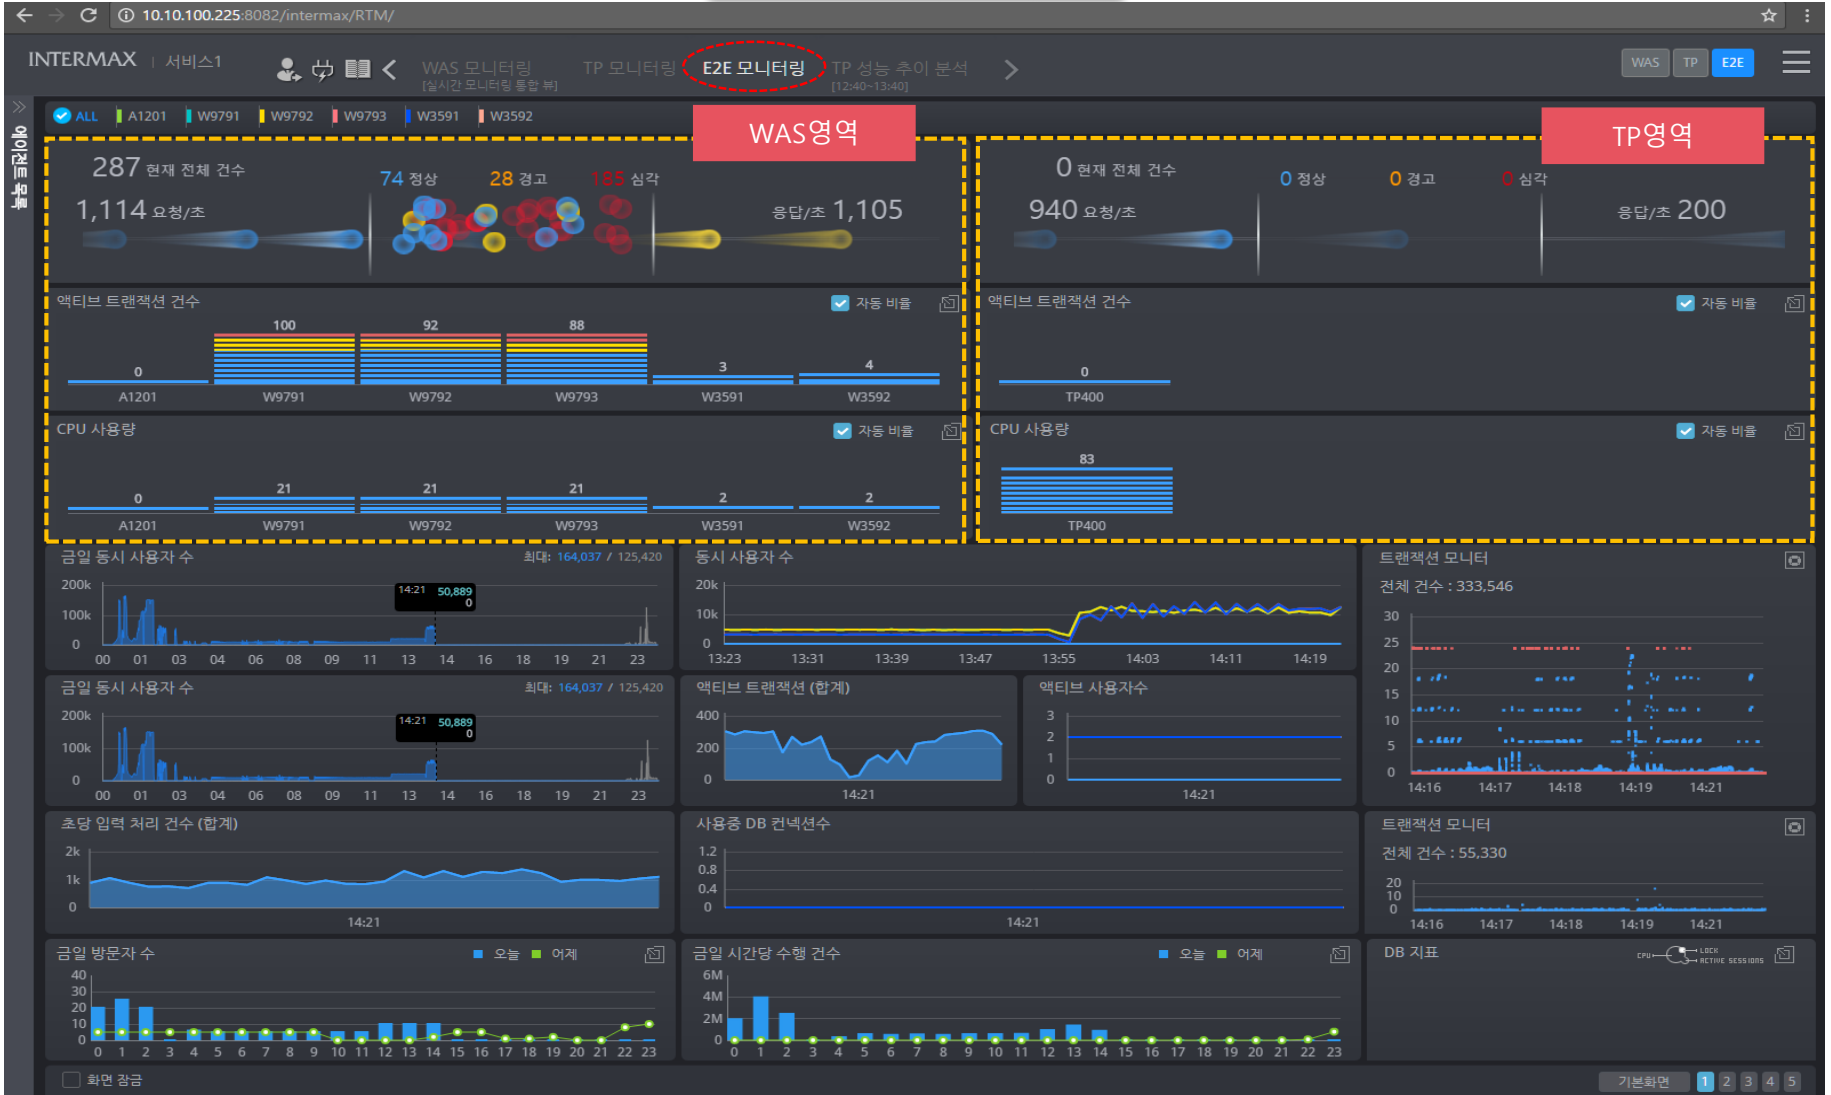 10.10.100.225:8082/intermax/RTM/
INTERMAX | 서비스1
WAS 모니터링
[실시간 모니터링 통합 뷰]
TP 모니터링
E2E 모니터링
TP 성능 추이 분석
[12:40~13:40]
WAS TP E2E
에이전트 목록
ALL A1201 W9791 W9792 W9793 W3591 W3592
WAS영역
TP영역
287 현재 전체 건수
74 정상 28 경고 185 심각
1,114 요청/초
응답/초 1,105
0 현재 전체 건수
0 정상 0 경고 0 심각
940 요청/초
응답/초 200
액티브 트랜잭션 건수
자동 비율
0 100 92 88 3 4
A1201 W9791 W9792 W9793 W3591 W3592
액티브 트랜잭션 건수
자동 비율
0
TP400
CPU 사용량
자동 비율
0 21 21 21 2 2
A1201 W9791 W9792 W9793 W3591 W3592
CPU 사용량
자동 비율
83
TP400
금일 동시 사용자 수
최대: 164,037 / 125,420
200k
100k
0
14:21 50,889
0
00 01 03 04 06 08 09 11 13 14 16 18 19 21 23
동시 사용자 수
20k
10k
0
13:23 13:31 13:39 13:47 13:55 14:03 14:11 14:19
트랜잭션 모니터
전체 건수 : 333,546
30
25
20
15
10
5
0
14:16 14:17 14:18 14:19 14:21
금일 동시 사용자 수
최대: 164,037 / 125,420
200k
100k
0
14:21 50,889
0
00 01 03 04 06 08 09 11 13 14 16 18 19 21 23
액티브 트랜잭션 (합계)
400
200
0
14:21
액티브 사용자수
3
2
1
0
14:21
초당 입력 처리 건수 (합계)
2k
1k
0
14:21
사용중 DB 컨넥션수
1.2
0.8
0.4
0
14:21
트랜잭션 모니터
전체 건수 : 55,330
20
10
0
14:16 14:17 14:18 14:19 14:21
금일 방문자 수
오늘 어제
40
30
20
10
0
0 1 2 3 4 5 6 7 8 9 10 11 12 13 14 15 16 17 18 19 20 21 22 23
금일 시간당 수행 건수
오늘 어제
6M
4M
2M
0
0 1 2 3 4 5 6 7 8 9 10 11 12 13 14 15 16 17 18 19 20 21 22 23
DB 지표
CPU LOCK
ACTIVE SESSIONS
화면 잠금
기본화면 1 2 3 4 5